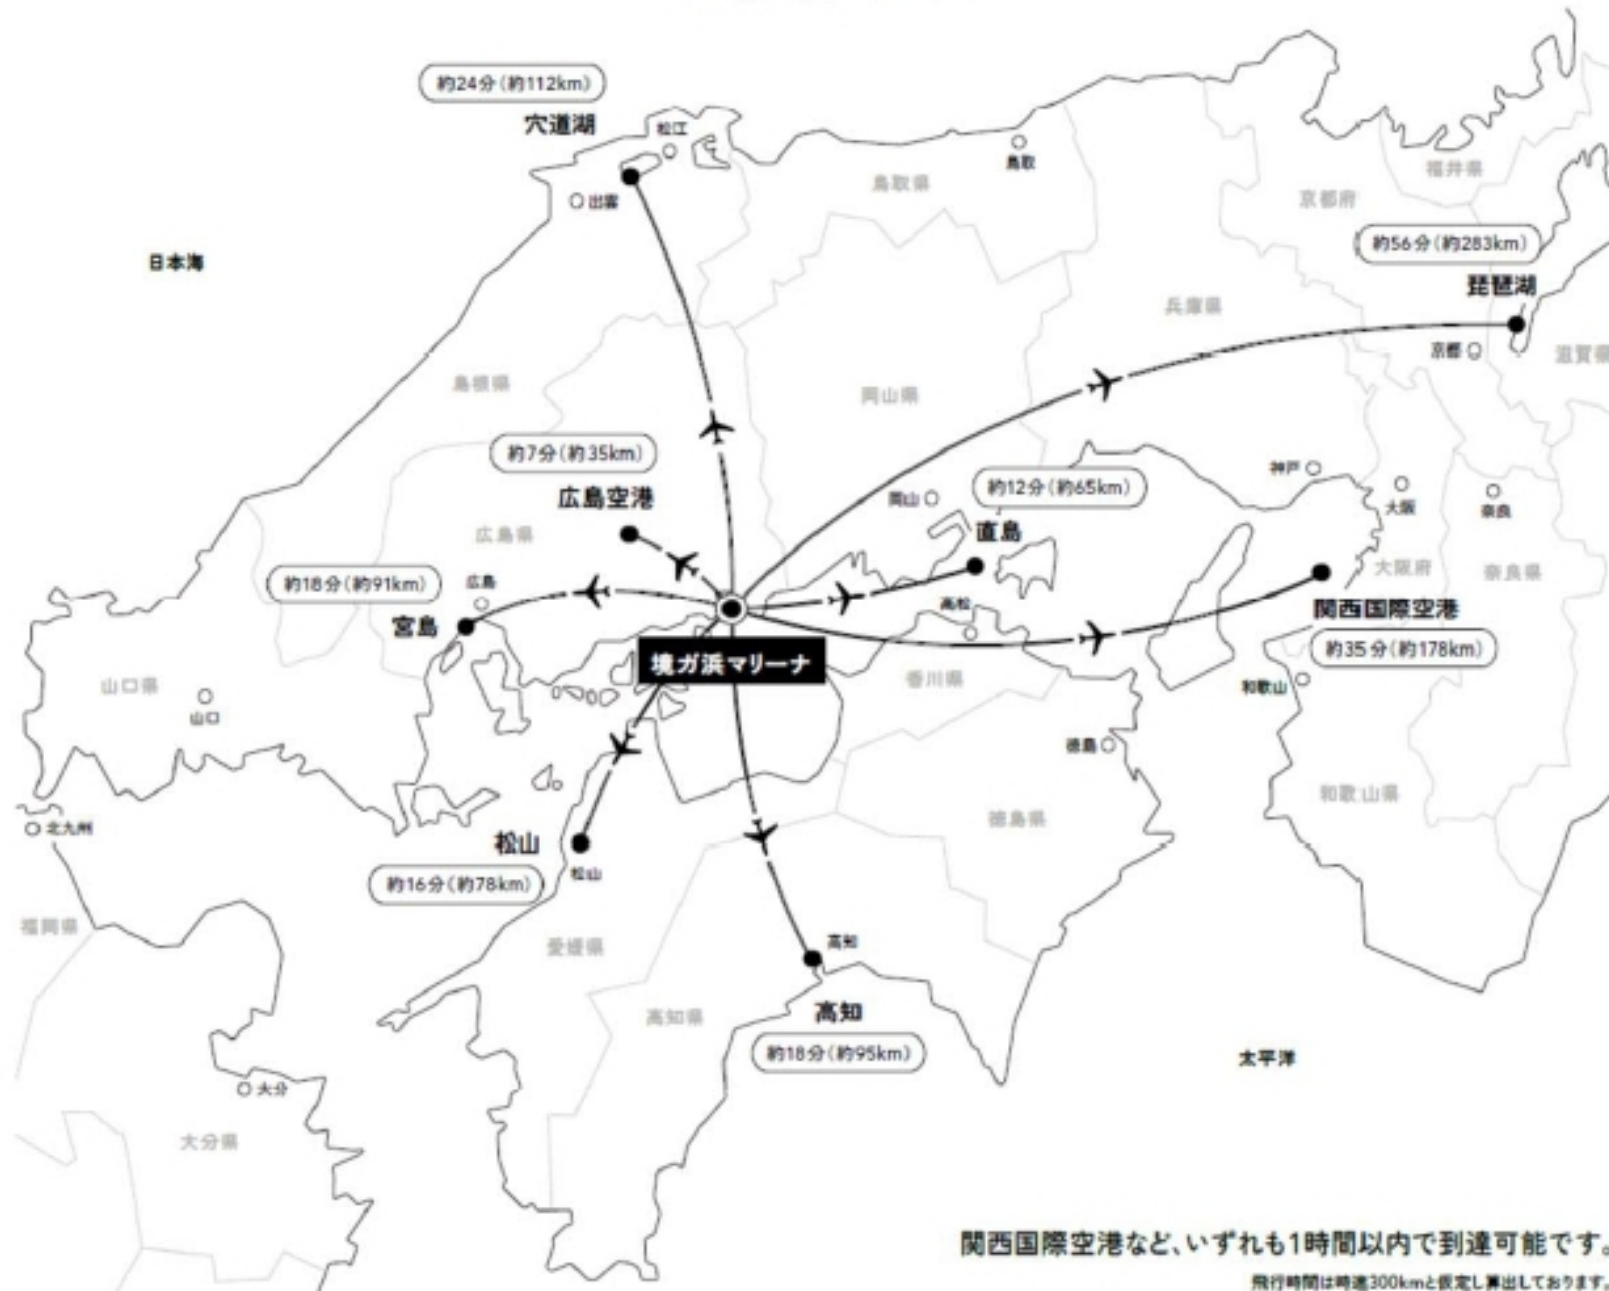 約24分(約112km)
穴道湖
松江
出雲
鳥取
鳥取県
福井県
京都府
約56分(約283km)
琵琶湖
日本海
兵庫県
京都
滋賀県
島根県
岡山県
約7分(約35km)
広島空港
広島県
岡山
約12分(約65km)
直島
神戸
大阪
奈良
大阪府
奈良県
約18分(約91km)
広島
宮島
高松
関西国際空港
約35分(約178km)
境ガ浜マリーナ
山口県
山口
香川県
和歌山
徳島
和歌山県
徳島県
北九州
松山
約16分(約78km)
松山
福岡県
愛媛県
高知
高知県
高知
約18分(約95km)
太平洋
大分
大分県
関西国際空港など、いずれも1時間以内で到達可能です。
飛行時間は時速300kmと仮定し算出しております。